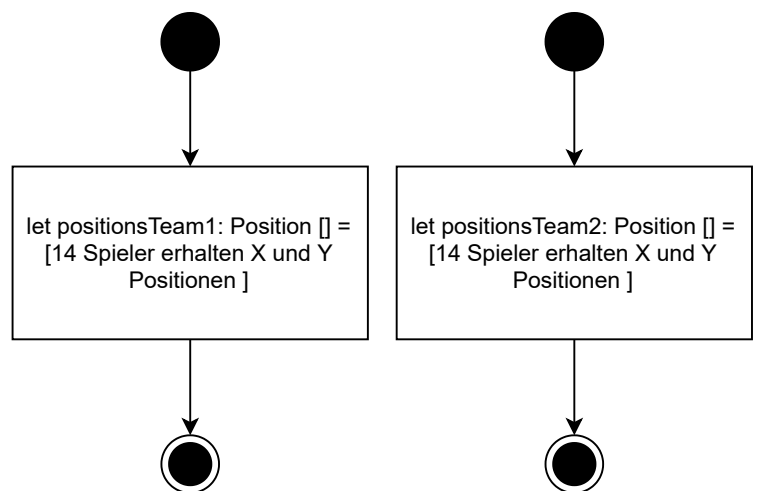 let positionsTeam1: Position [] =
[14 Spieler erhalten X und Y
Positionen ]
let positionsTeam2: Position [] =
[14 Spieler erhalten X und Y
Positionen ]